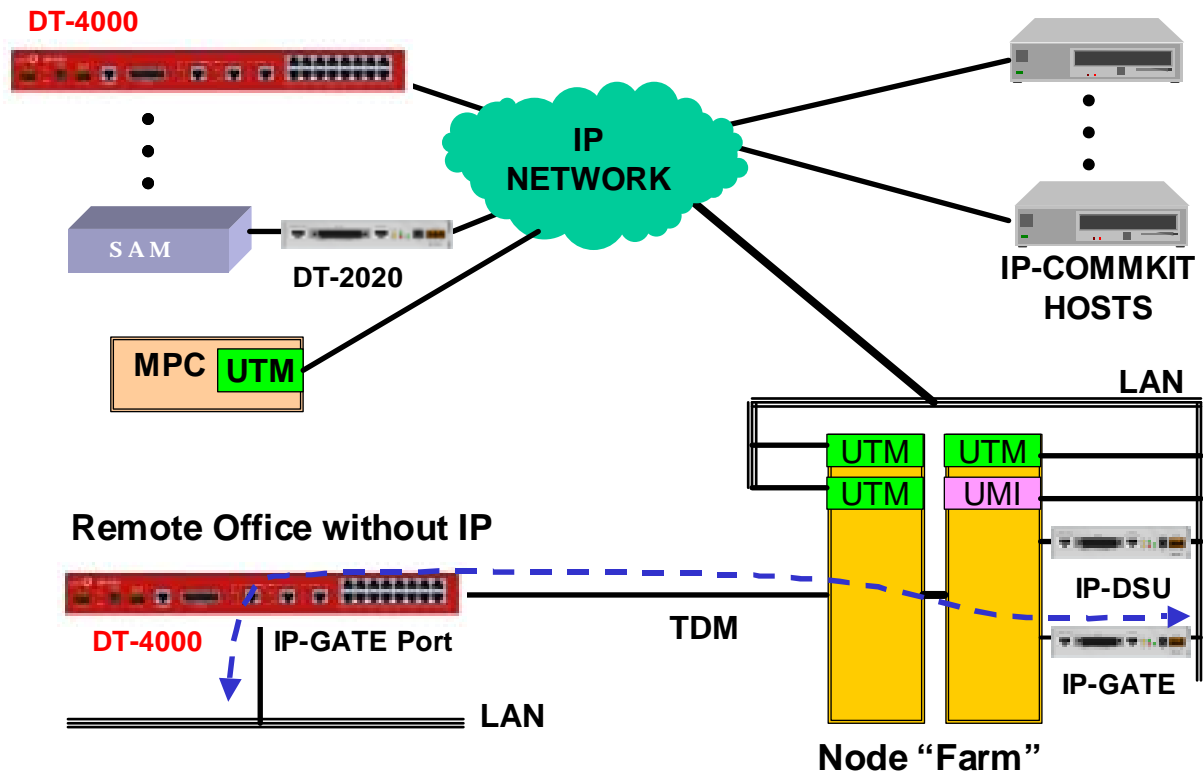 DT-4000
IP
NETWORK
SAM
DT-2020
IP-COMMKIT
HOSTS
MPC
UTM
LAN
UTM
UTM
UTM
UMI
Remote Office without IP
IP-DSU
TDM
DT-4000
IP-GATE Port
IP-GATE
LAN
Node “Farm”